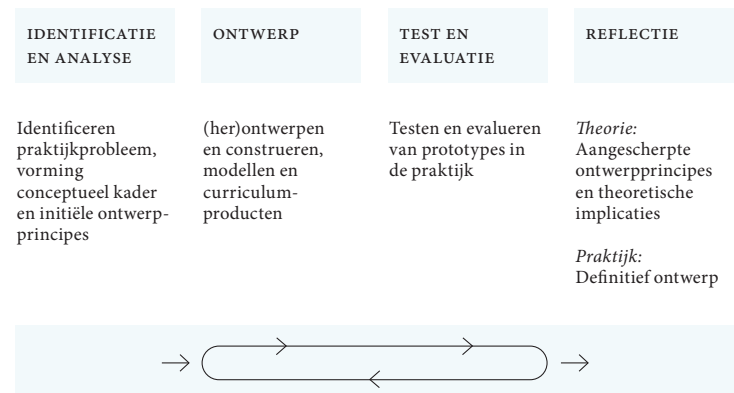 IDENTIFICATIE
EN ANALYSE
Identificeren
praktijkprobleem,
vorming
conceptueel kader
en initiële ontwerp-
principes
ONTWERP
(her)ontwerpen
en construeren,
modellen en
curriculum-
producten
TEST EN
EVALUATIE
Testen en evalueren
van prototypes in
de praktijk
REFLECTIE
Theorie:
Aangescherpte
ontwerpprincipes
en theoretische
implicaties
Praktijk:
Definitief ontwerp